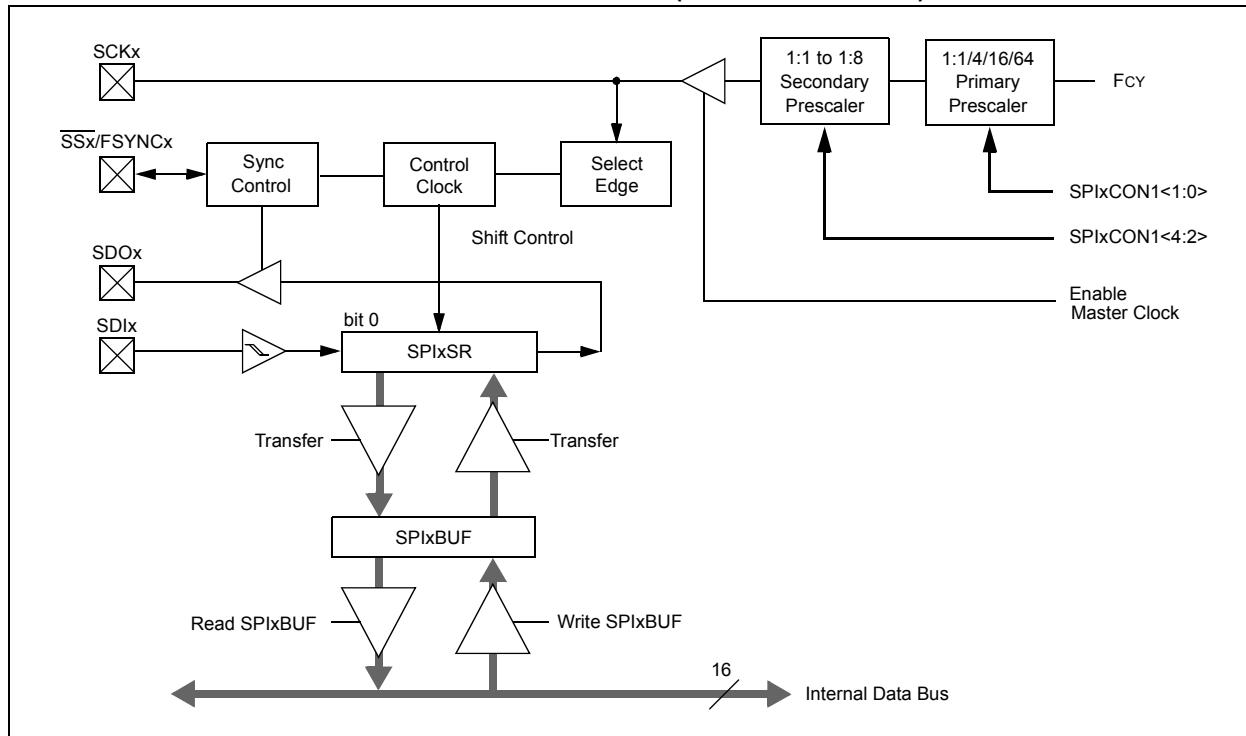 SCKx
1:1 to 1:8
Secondary
Prescaler
1:1/4/16/64
Primary
Prescaler
FCY
SSx/FSYNCx
Sync
Control
Control
Clock
Select
Edge
SPIxCON1<1:0>
Shift Control
SPIxCON1<4:2>
SDOx
Enable
Master Clock
SDIx
bit 0
SPIxSR
Transfer
Transfer
SPIxBUF
Read SPIxBUF
Write SPIxBUF
16
Internal Data Bus